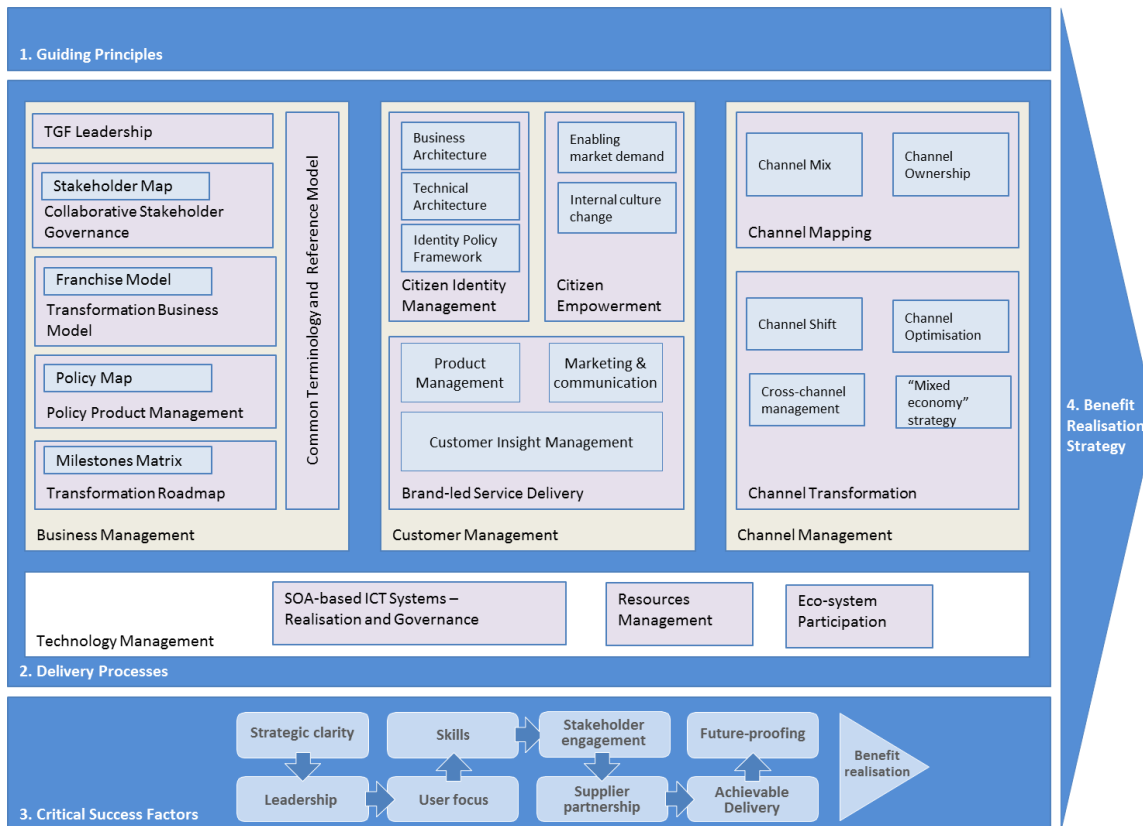 1. Guiding Principles
TGF Leadership
Stakeholder Map
Collaborative Stakeholder
Governance
Franchise Model
Transformation Business
Model
Policy Map
Policy Product Management
Milestones Matrix
Transformation Roadmap
Common Terminology and Reference Model
Business Management
Business
Architecture
Technical
Architecture
Identity Policy
Framework
Citizen Identity
Management
Enabling
market demand
Internal culture
change
Citizen
Empowerment
Product
Management
Marketing &
communication
Customer Insight Management
Brand-led Service Delivery
Customer Management
Channel Mix
Channel
Ownership
Channel Mapping
Channel Shift
Channel
Optimisation
Cross-channel
management
“Mixed
economy”
strategy
Channel Transformation
Channel Management
SOA-based ICT Systems –
Realisation and Governance
Resources
Management
Eco-system
Participation
Technology Management
2. Delivery Processes
Strategic clarity
Leadership
User focus
Skills
Stakeholder
engagement
Supplier
partnership
Achievable
Delivery
Future-proofing
Benefit
realisation
3. Critical Success Factors
4. Benefit
Realisation
Strategy